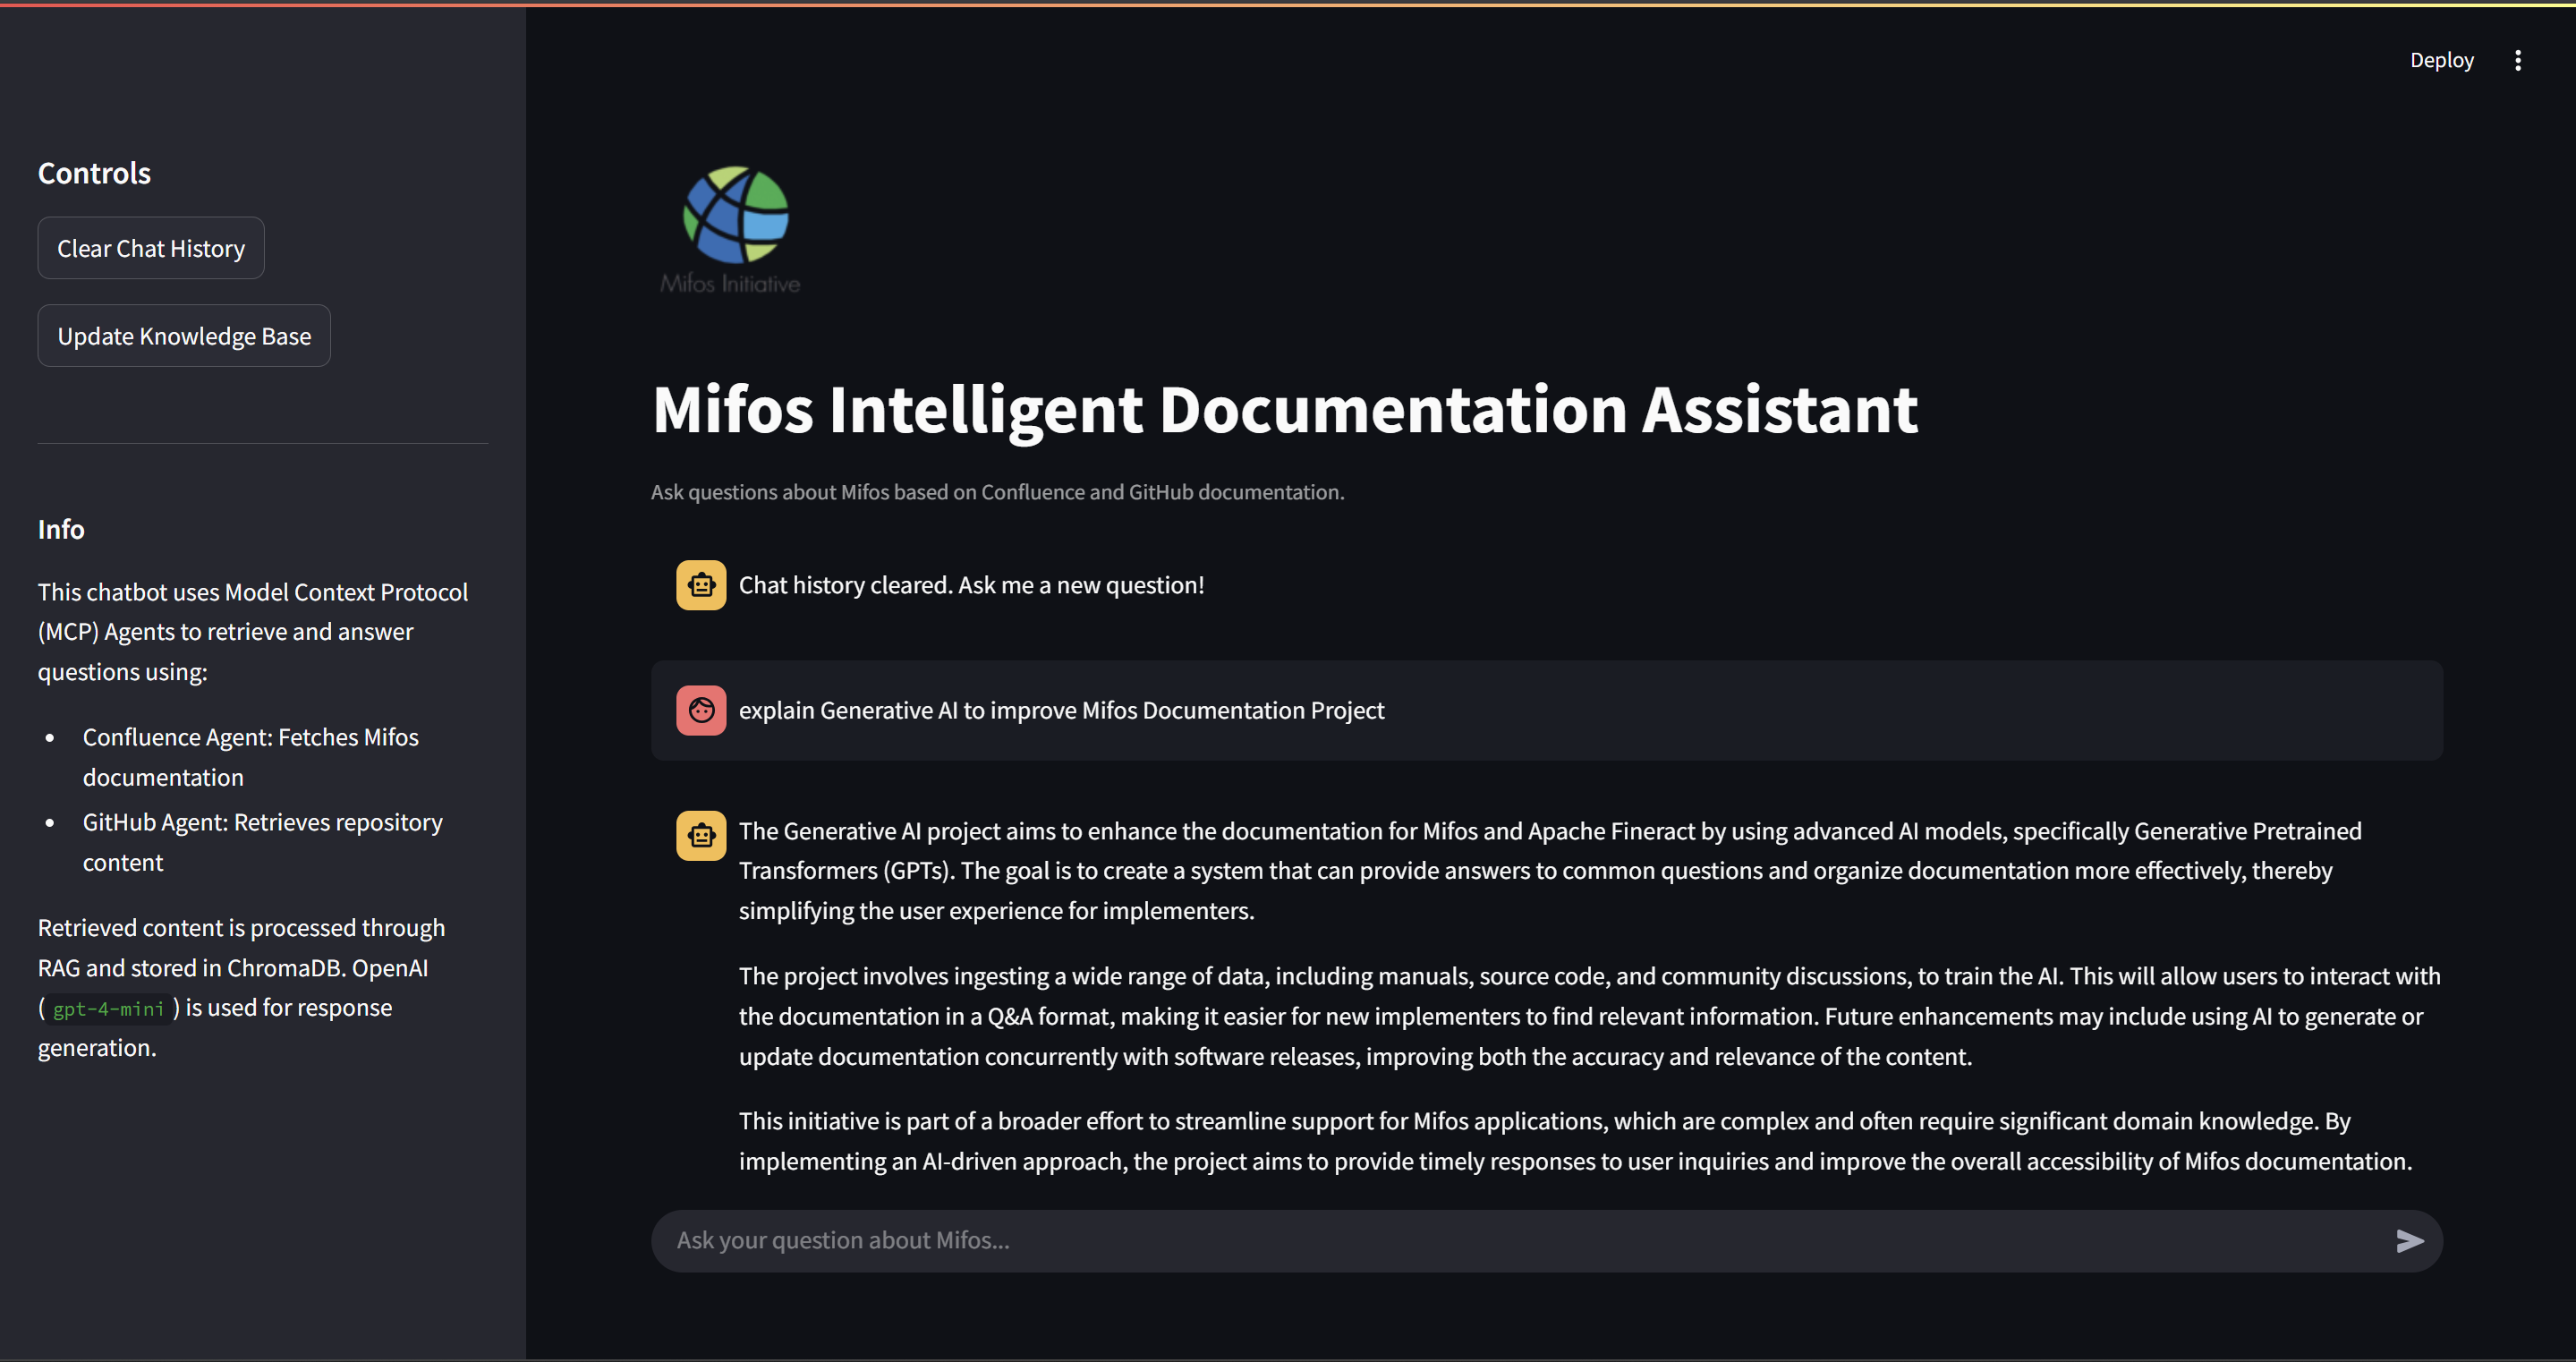 Deploy
Controls
Clear Chat History
Update Knowledge Base
Info
This chatbot uses Model Context Protocol
(MCP) Agents to retrieve and answer
questions using:
• Confluence Agent: Fetches Mifos
documentation
• GitHub Agent: Retrieves repository
content
Retrieved content is processed through
RAG and stored in ChromaDB. OpenAI
( gpt-4-mini ) is used for response
generation.
Mifos Initiative
Mifos Intelligent Documentation Assistant
Ask questions about Mifos based on Confluence and GitHub documentation.
Chat history cleared. Ask me a new question!
explain Generative AI to improve Mifos Documentation Project
The Generative AI project aims to enhance the documentation for Mifos and Apache Fineract by using advanced AI models, specifically Generative Pretrained
Transformers (GPTs). The goal is to create a system that can provide answers to common questions and organize documentation more effectively, thereby
simplifying the user experience for implementers.
The project involves ingesting a wide range of data, including manuals, source code, and community discussions, to train the AI. This will allow users to interact with
the documentation in a Q&A format, making it easier for new implementers to find relevant information. Future enhancements may include using AI to generate or
update documentation concurrently with software releases, improving both the accuracy and relevance of the content.
This initiative is part of a broader effort to streamline support for Mifos applications, which are complex and often require significant domain knowledge. By
implementing an AI-driven approach, the project aims to provide timely responses to user inquiries and improve the overall accessibility of Mifos documentation.
Ask your question about Mifos...